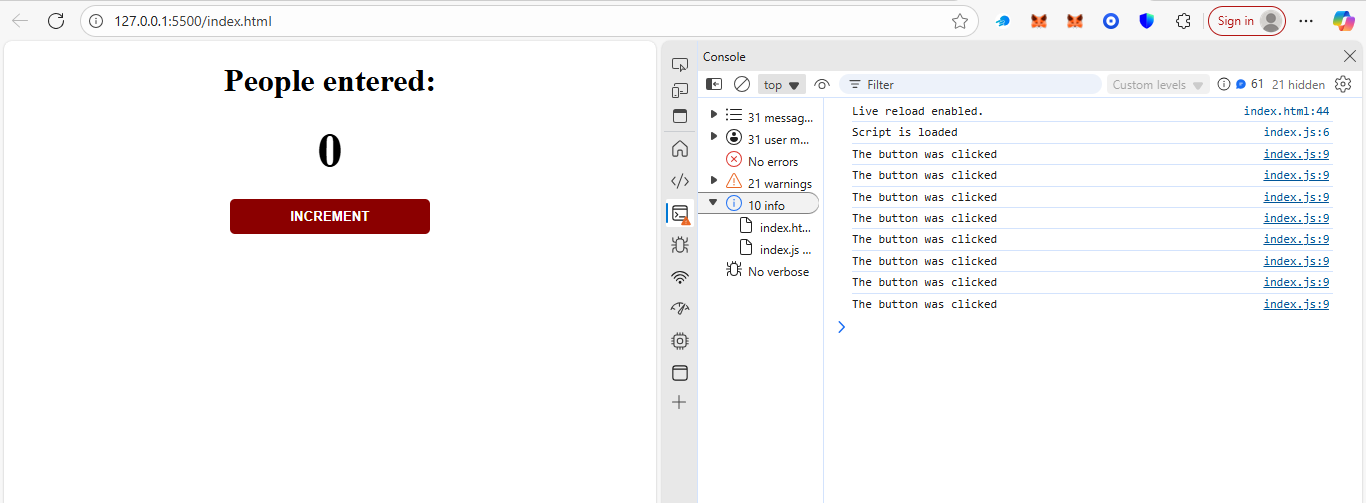 127.0.0.1:5500/index.html
Sign in
People entered:
0
INCREMENT
Console
top
Filter
Custom levels
61
21 hidden
31 messag...
31 user m...
No errors
21 warnings
10 info
index.ht...
index.js ...
No verbose
Live reload enabled. index.html:44
Script is loaded index.js:6
The button was clicked index.js:9
The button was clicked index.js:9
The button was clicked index.js:9
The button was clicked index.js:9
The button was clicked index.js:9
The button was clicked index.js:9
The button was clicked index.js:9
The button was clicked index.js:9